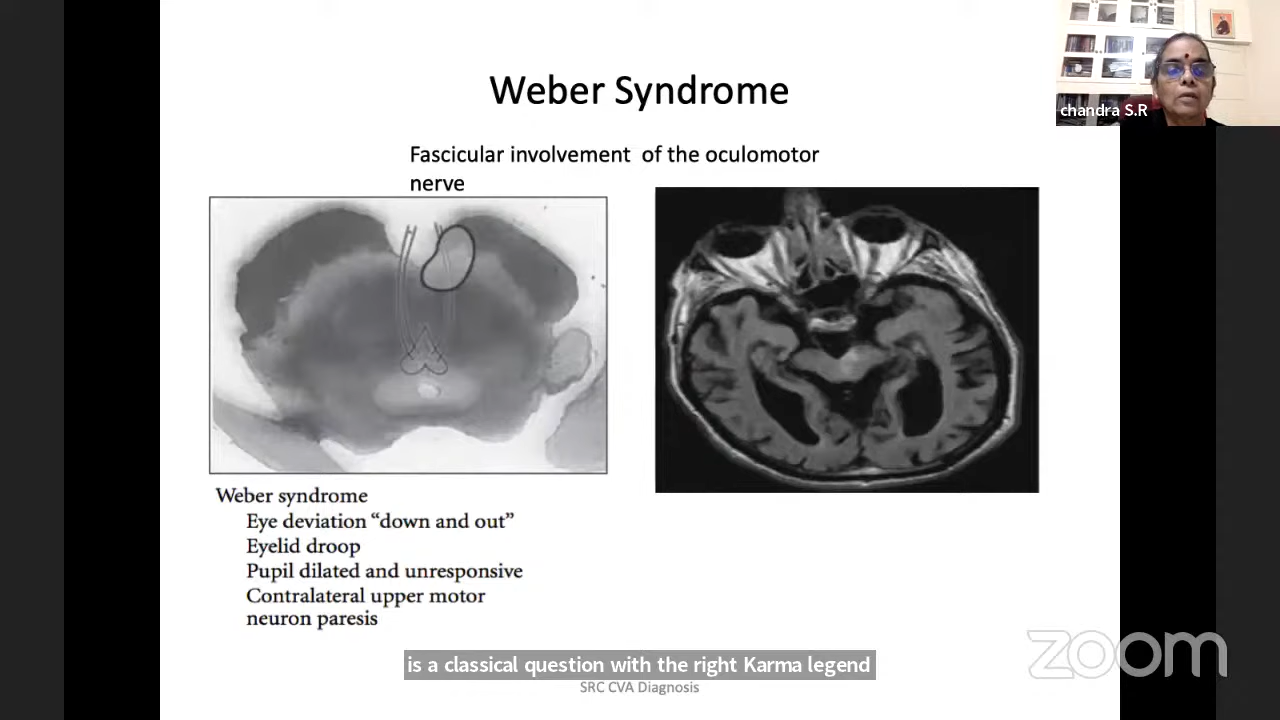 Weber Syndrome
chandra S.R
Fascicular involvement of the oculomotor
nerve
Weber syndrome
Eye deviation “down and out”
Eyelid droop
Pupil dilated and unresponsive
Contralateral upper motor
neuron paresis
is a classical question with the right Karma legend
SRC CVA Diagnosis
zoom